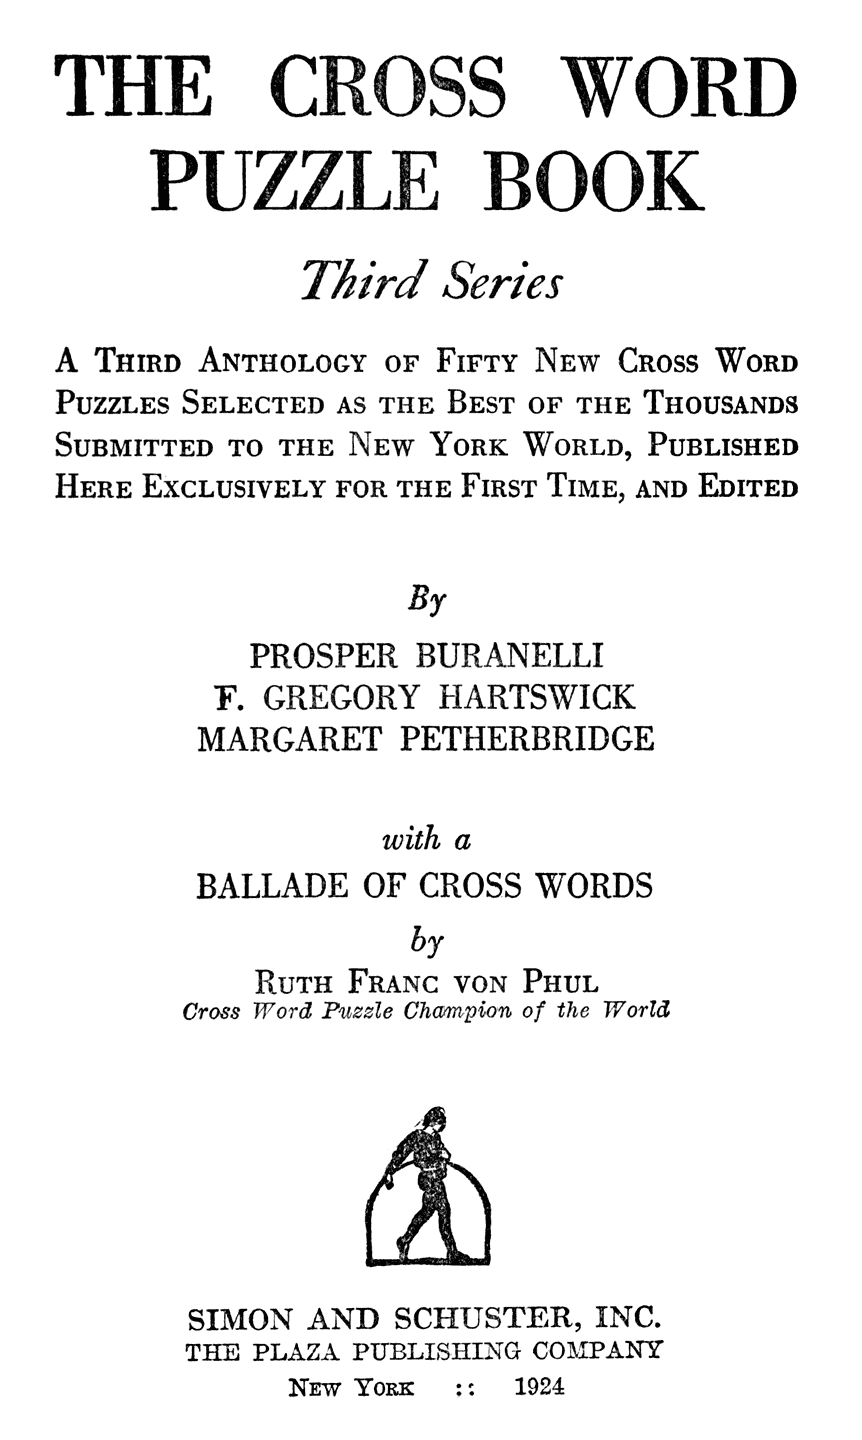 THE CROSS WORD
PUZZLE BOOK
Third Series
A Third Anthology of Fifty New Cross Word
Puzzles Selected as the Best of the Thousands
Submitted to the New York World, Published
Here Exclusively for the First Time, and Edited
By
PROSPER BURANELLI
F. GREGORY HARTSWICK
MARGARET PETHERBRIDGE
with a
BALLADE OF CROSS WORDS
by
Ruth Franc von Phul
Cross Word Puzzle Champion of the World
SIMON AND SCHUSTER, INC.
THE PLAZA PUBLISHING COMPANY
New York :: 1924